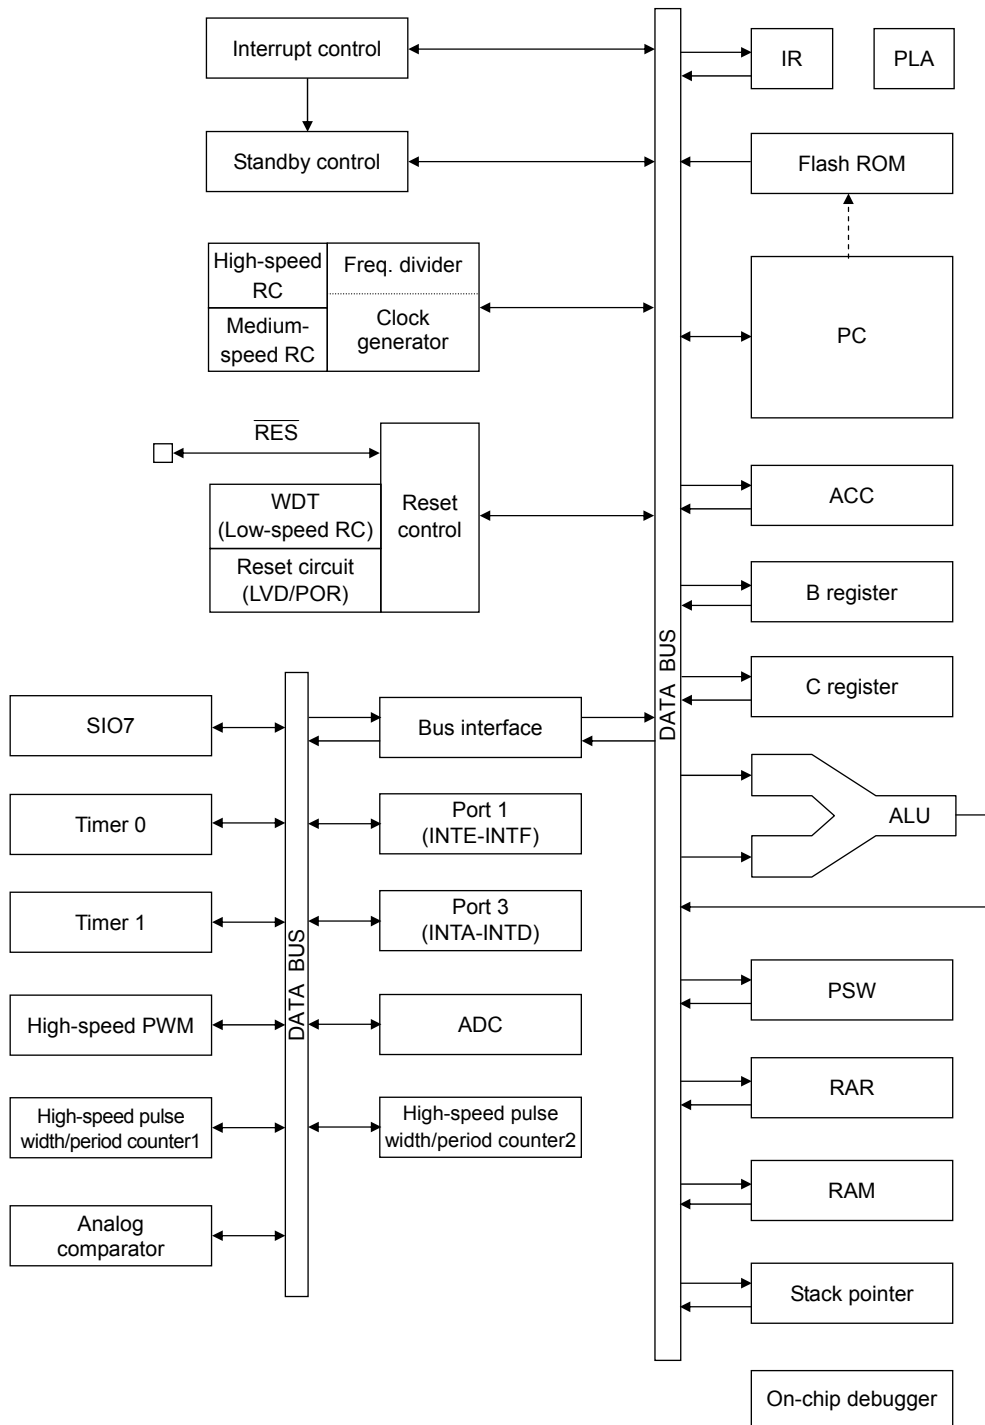 Interrupt control
IR
PLA
Standby control
Flash ROM
High-speed
RC
Freq. divider
Medium-
speed RC
Clock
generator
PC
RES
WDT
(Low-speed RC)
Reset
control
Reset circuit
(LVD/POR)
ACC
B register
C register
DATA BUS
SIO7
Bus interface
Timer 0
Port 1
(INTE-INTF)
ALU
Timer 1
Port 3
(INTA-INTD)
DATA BUS
High-speed PWM
ADC
PSW
High-speed pulse
width/period counter1
High-speed pulse
width/period counter2
RAR
Analog
comparator
RAM
Stack pointer
On-chip debugger